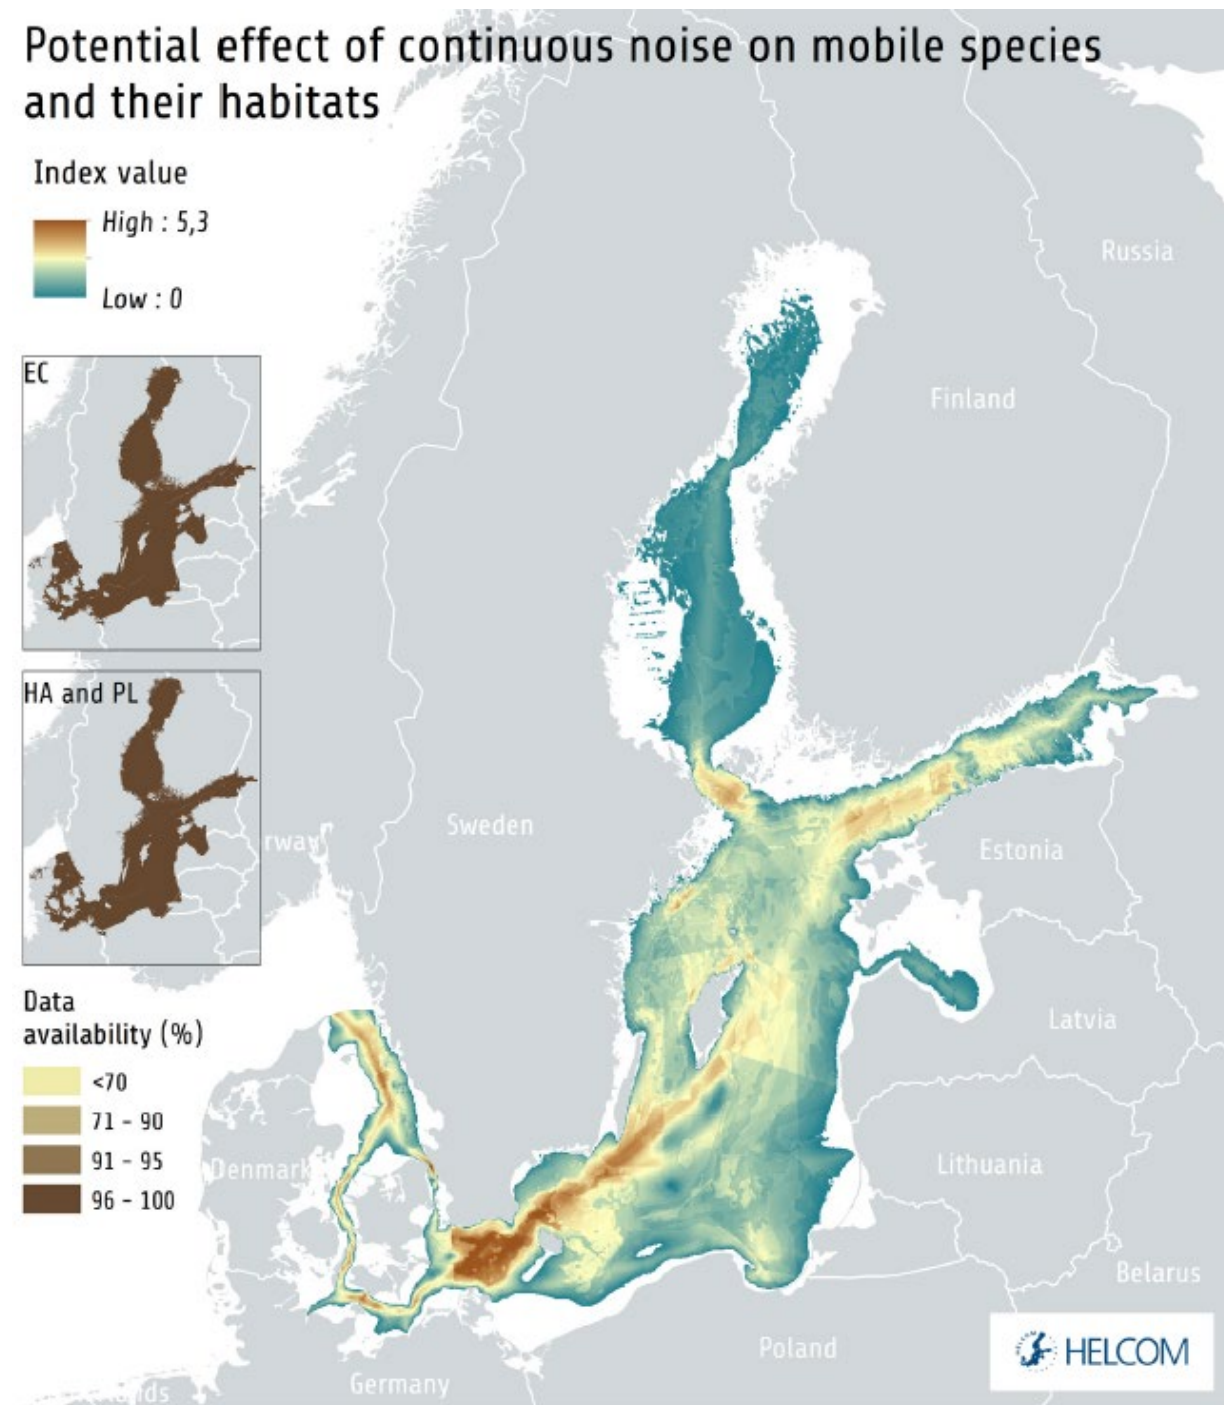 Potential effect of continuous noise on mobile species
and their habitats
Index value
High : 5,3
Low : 0
EC
HA and PL
Data
availability (%)
<70
71 - 90
91 - 95
96 - 100
Russia
Finland
Sweden
rway
Estonia
Latvia
Denmark
Lithuania
Belarus
Poland
Germany
HELCOM